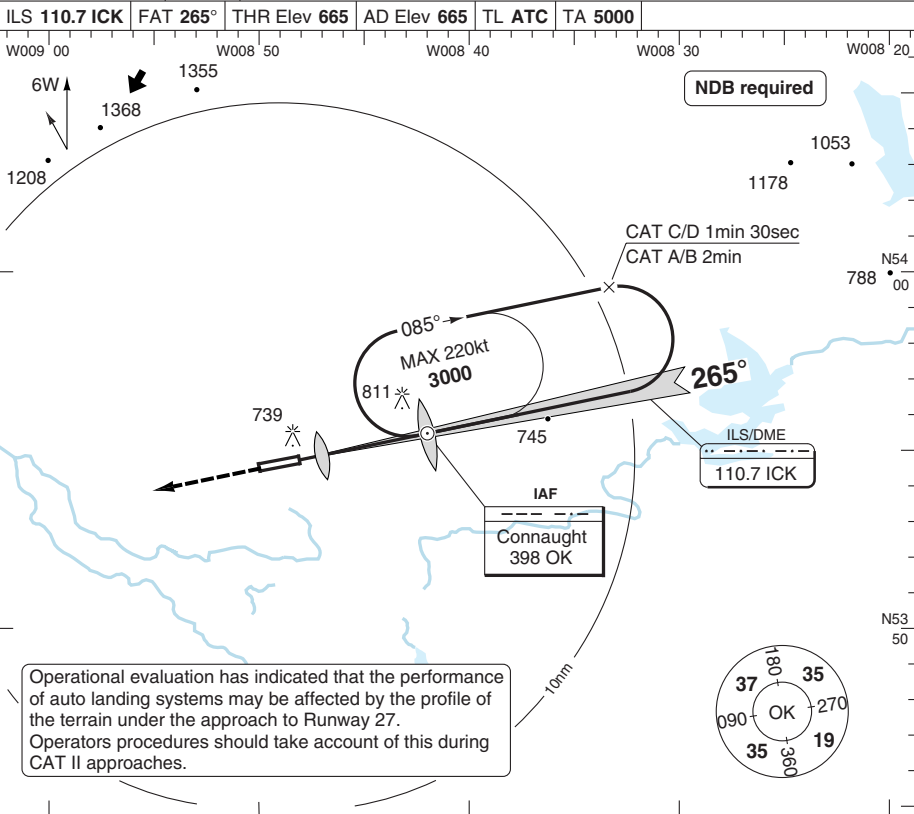 ILS 110.7 ICK FAT 265° THR Elev 665 AD Elev 665 TL ATC TA 5000
W009 00 W008 50 W008 40 W008 30 W008 20
6W
1368
1355
1208
NDB required
1053
1178
CAT C/D 1min 30sec
CAT A/B 2min
N54
00
788
085°
MAX 220kt
3000
811
265°
739
745
ILS/DME
110.7 ICK
IAF
Connaught
398 OK
N53
50
10nm
Operational evaluation has indicated that the performance
of auto landing systems may be affected by the profile of
the terrain under the approach to Runway 27.
Operators procedures should take account of this during
CAT II approaches.
180
37 35
090 OK 270
35 19
360